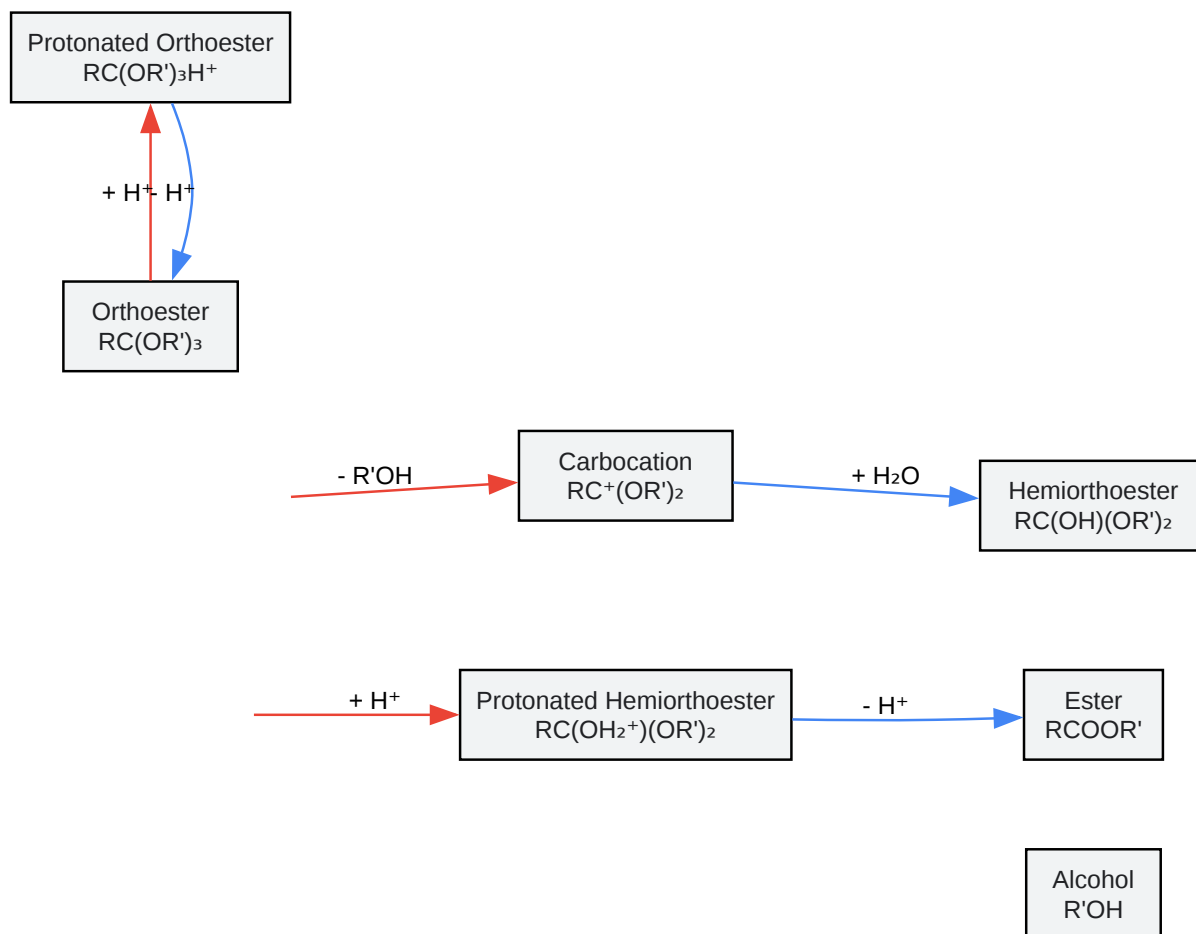 Protonated Orthoester
RC(OR')₃H⁺
+ H⁺
- H⁺
Orthoester
RC(OR')₃
- R'OH
Carbocation
RC⁺(OR')₂
+ H₂O
Hemiorthoester
RC(OH)(OR')₂
+ H⁺
Protonated Hemiorthoester
RC(OH₂⁺)(OR')₂
- H⁺
Ester
RCOOR'
Alcohol
R'OH